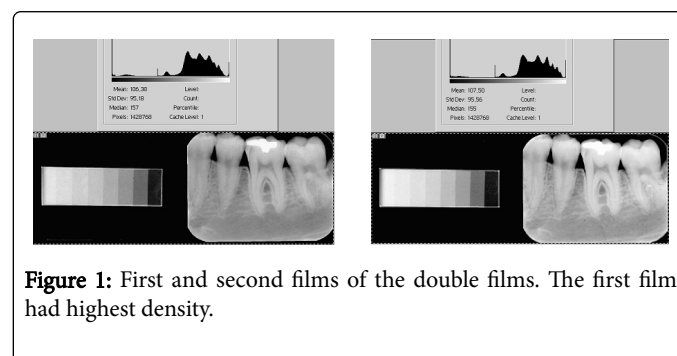 Mean: 106,38 Level:
Std Dev: 95,18 Count:
Median: 157 Percentile:
Pixels: 1428768 Cache Level: 1
Mean: 107,50 Level:
Std Dev: 95,56 Count:
Median: 155 Percentile:
Pixels: 1428768 Cache Level: 1
Figure 1: First and second films of the double films. The first film
had highest density.